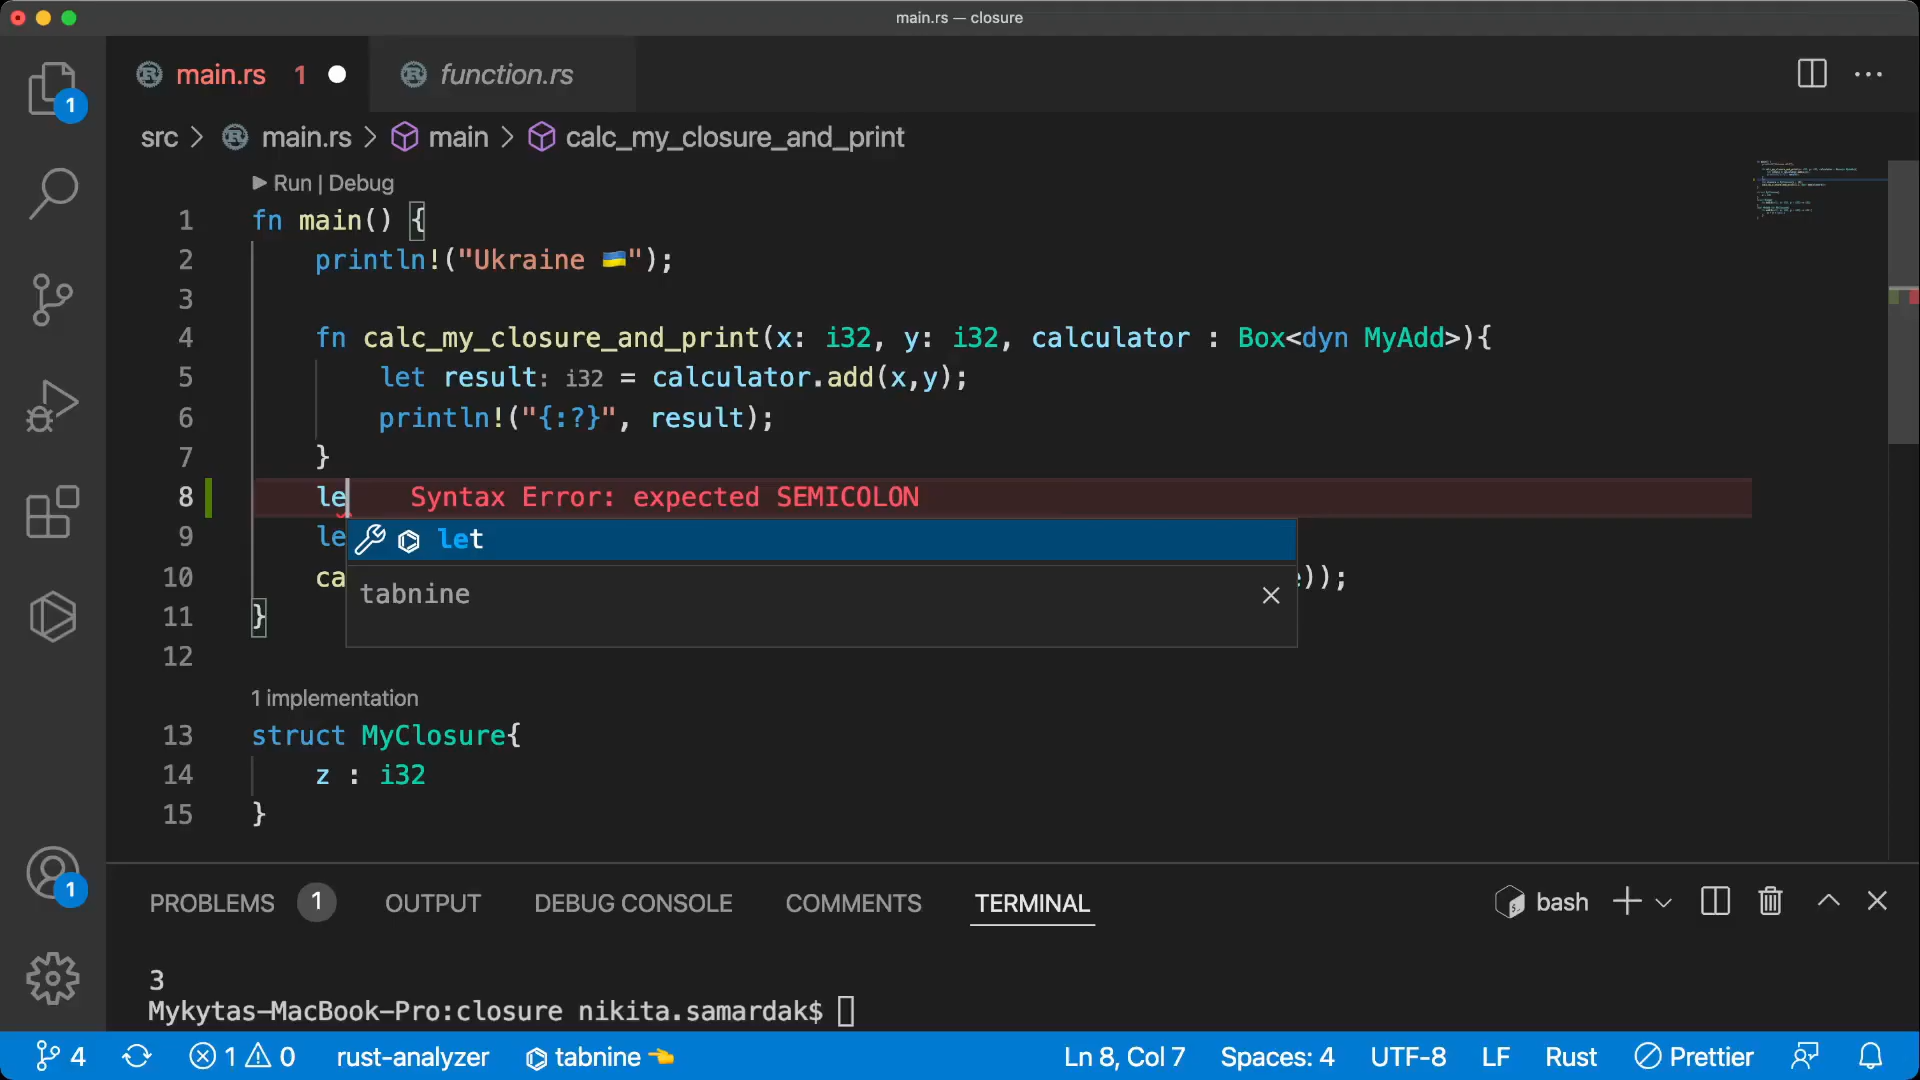 main.rs — closure
main.rs 1 function.rs
src > main.rs > main > calc_my_closure_and_print
Run | Debug
1 fn main() {
2 println!("Ukraine 🇺🇦");
3
4 fn calc_my_closure_and_print(x: i32, y: i32, calculator : Box<dyn MyAdd>){
5 let result: i32 = calculator.add(x,y);
6 println!("{:?}", result);
7 }
8 le Syntax Error: expected SEMICOLON
let
9 le
tabnine
10 ca ));
11 }
12
1 implementation
13 struct MyClosure{
14 z : i32
15 }
PROBLEMS 1 OUTPUT DEBUG CONSOLE COMMENTS TERMINAL bash
3
Mykytas-MacBook-Pro:closure nikita.samardak$
4 1 0 rust-analyzer tabnine 👈 Ln 8, Col 7 Spaces: 4 UTF-8 LF Rust Prettier
1
1